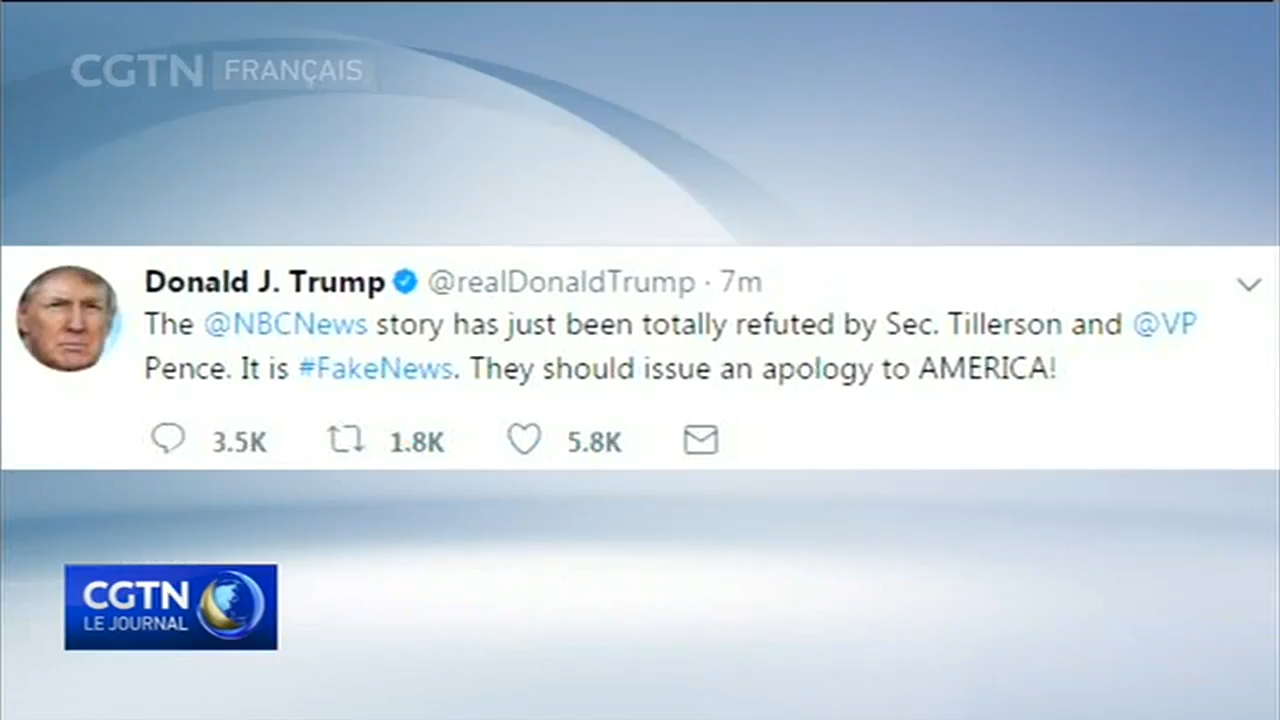 CGTN FRANÇAIS
Donald J. Trump @realDonaldTrump · 7m
The @NBCNews story has just been totally refuted by Sec. Tillerson and @VP
Pence. It is #FakeNews. They should issue an apology to AMERICA!
3.5K 1.8K 5.8K
CGTN
LE JOURNAL